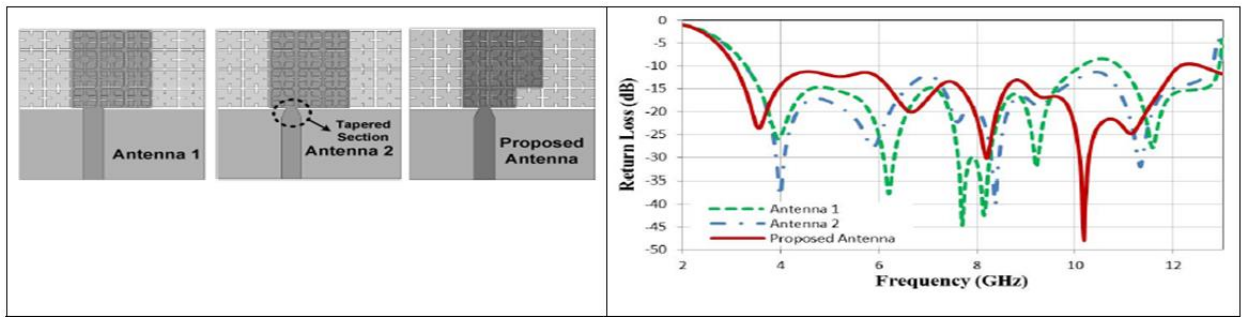 Antenna 1
Tapered
Section
Antenna 2
Proposed
Antenna
Return Loss (dB)
0
-5
-10
-15
-20
-25
-30
-35
-40
-45
-50
Antenna 1
Antenna 2
Proposed Antenna
2 4 6 8 10 12
Frequency (GHz)